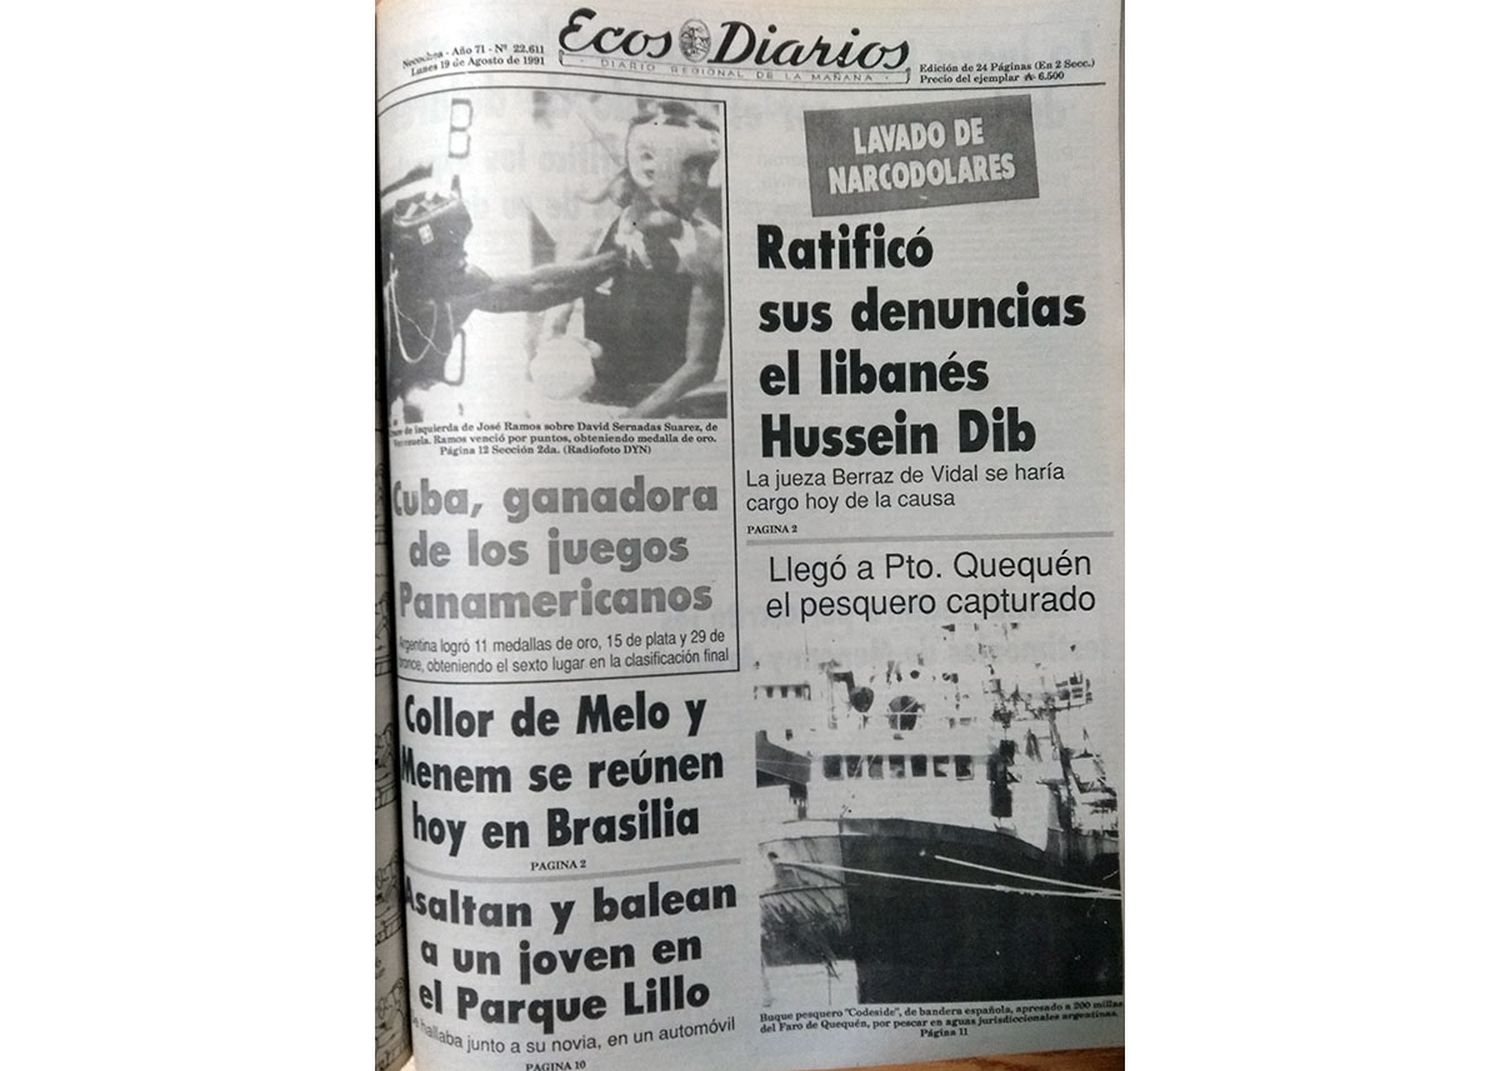 Necochea - Año 71 - Nº 22.611
Lunes 19 de Agosto de 1991
Ecos Diarios
DIARIO REGIONAL DE LA MAÑANA
Edición de 24 Páginas (En 2 Secc.)
Precio del ejemplar ₳ 6.500
de izquierda de José Ramos sobre David Sernadas Suarez, de
Venezuela. Ramos venció por puntos, obteniendo medalla de oro.
Página 12 Sección 2da. (Radiofoto DYN)
Cuba, ganadora
de los juegos
Panamericanos
Argentina logró 11 medallas de oro, 15 de plata y 29 de
bronce, obteniendo el sexto lugar en la clasificación final
Collor de Melo y
Menem se reúnen
hoy en Brasilia
PAGINA 2
Asaltan y balean
a un joven en
el Parque Lillo
hallaba junto a su novia, en un automóvil
PAGINA 10
LAVADO DE
NARCODOLARES
Ratificó
sus denuncias
el libanés
Hussein Dib
La jueza Berraz de Vidal se haría
cargo hoy de la causa
PAGINA 2
Llegó a Pto. Quequén
el pesquero capturado
Buque pesquero "Codeside", de bandera española, apresado a 200 millas
del Faro de Quequén, por pescar en aguas jurisdiccionales argentinas.
Página 11